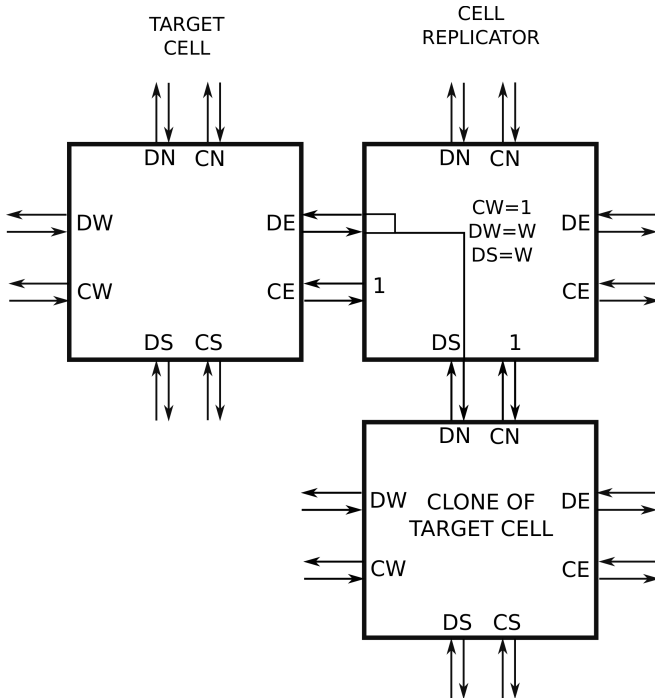 TARGET
CELL
CELL
REPLICATOR
DN CN
DW
DE
CW
CE
DS CS
DN CN
CW=1
DW=W
DS=W
DE
1
CE
DS 1
DN CN
DW
CLONE OF
TARGET CELL
DE
CW
CE
DS CS